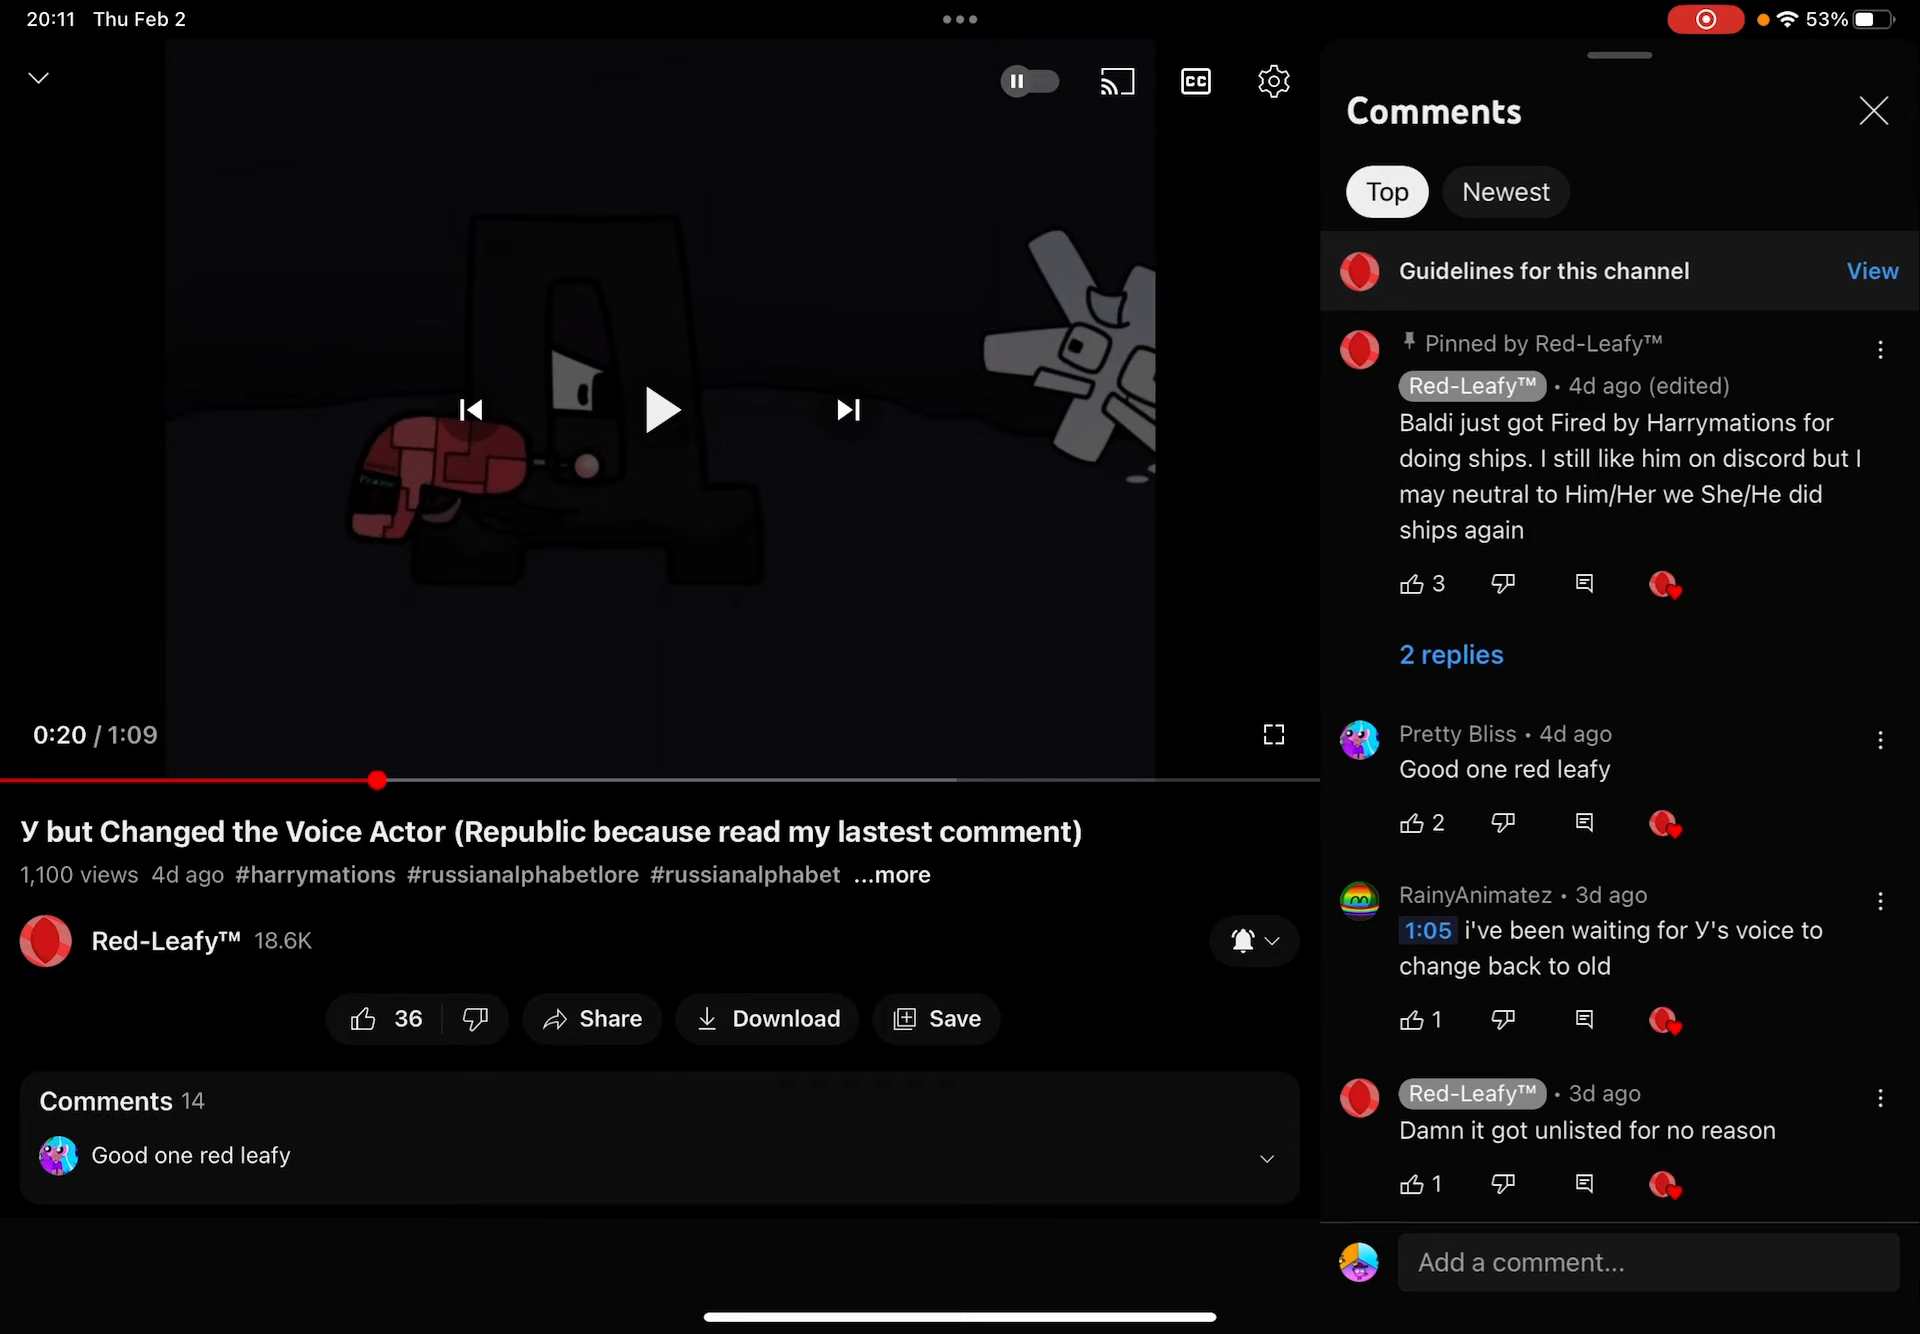 20:11 Thu Feb 2
53%
CC
Comments
Top Newest
Guidelines for this channel View
Pinned by Red-Leafy™
Red-Leafy™ • 4d ago (edited)
Baldi just got Fired by Harrymations for
doing ships. I still like him on discord but I
may neutral to Him/Her we She/He did
ships again
3
2 replies
Pretty Bliss • 4d ago
Good one red leafy
2
RainyAnimatez • 3d ago
1:05 i've been waiting for У's voice to
change back to old
1
Red-Leafy™ • 3d ago
Damn it got unlisted for no reason
1
Add a comment...
0:20 / 1:09
У but Changed the Voice Actor (Republic because read my lastest comment)
1,100 views 4d ago #harrymations #russianalphabetlore #russianalphabet ...more
Red-Leafy™ 18.6K
36 Share Download Save
Comments 14
Good one red leafy